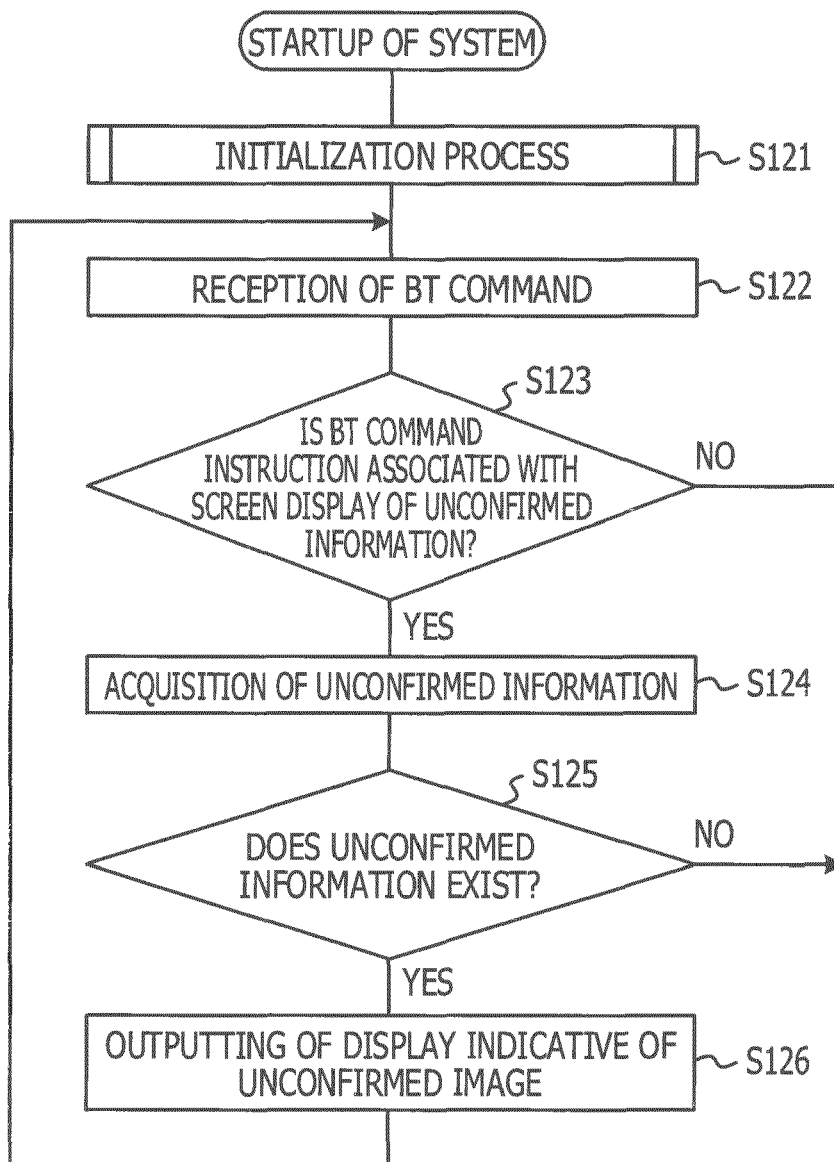 STARTUP OF SYSTEM
INITIALIZATION PROCESS
S121
RECEPTION OF BT COMMAND
S122
S123
IS BT COMMAND
INSTRUCTION ASSOCIATED WITH
SCREEN DISPLAY OF UNCONFIRMED
INFORMATION?
NO
YES
ACQUISITION OF UNCONFIRMED INFORMATION
S124
S125
DOES UNCONFIRMED
INFORMATION EXIST?
NO
YES
OUTPUTTING OF DISPLAY INDICATIVE OF
UNCONFIRMED IMAGE
S126